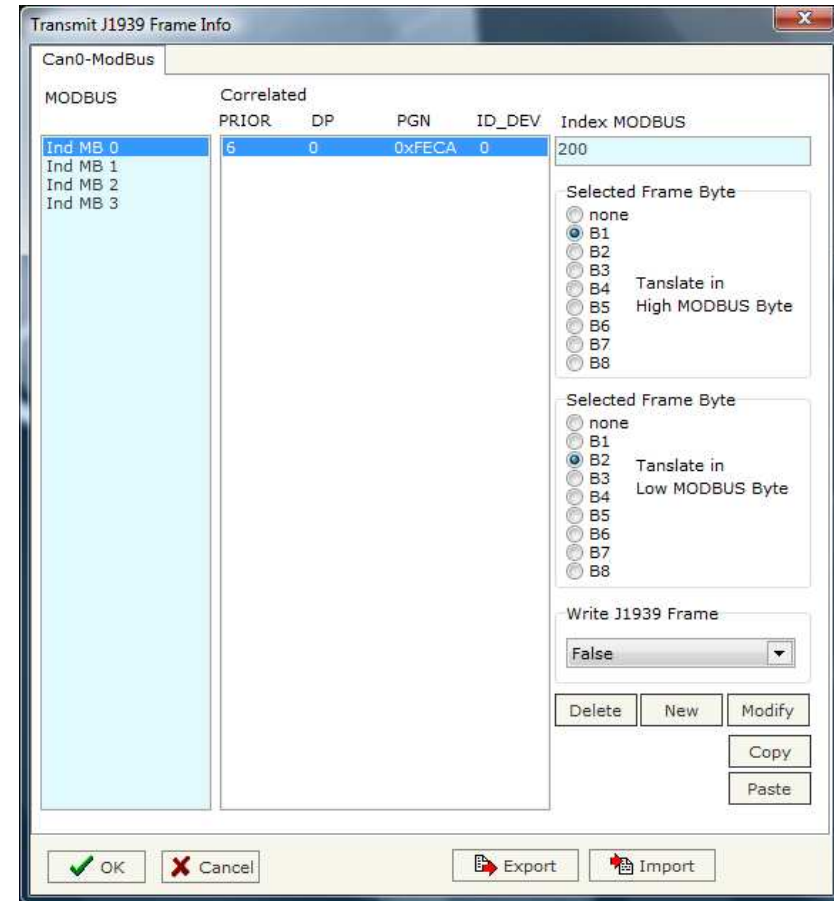 Transmit J1939 Frame Info
Can0-ModBus
MODBUS
Ind MB 0
Ind MB 1
Ind MB 2
Ind MB 3
Correlated
PRIOR DP PGN ID_DEV
6 0 0xFECA 0
Index MODBUS
200
Selected Frame Byte
none
B1
B2
B3
B4
B5
B6
B7
B8
Tanslate in
High MODBUS Byte
Selected Frame Byte
none
B1
B2
B3
B4
B5
B6
B7
B8
Tanslate in
Low MODBUS Byte
Write J1939 Frame
False
Delete New Modify
Copy
Paste
OK Cancel Export Import